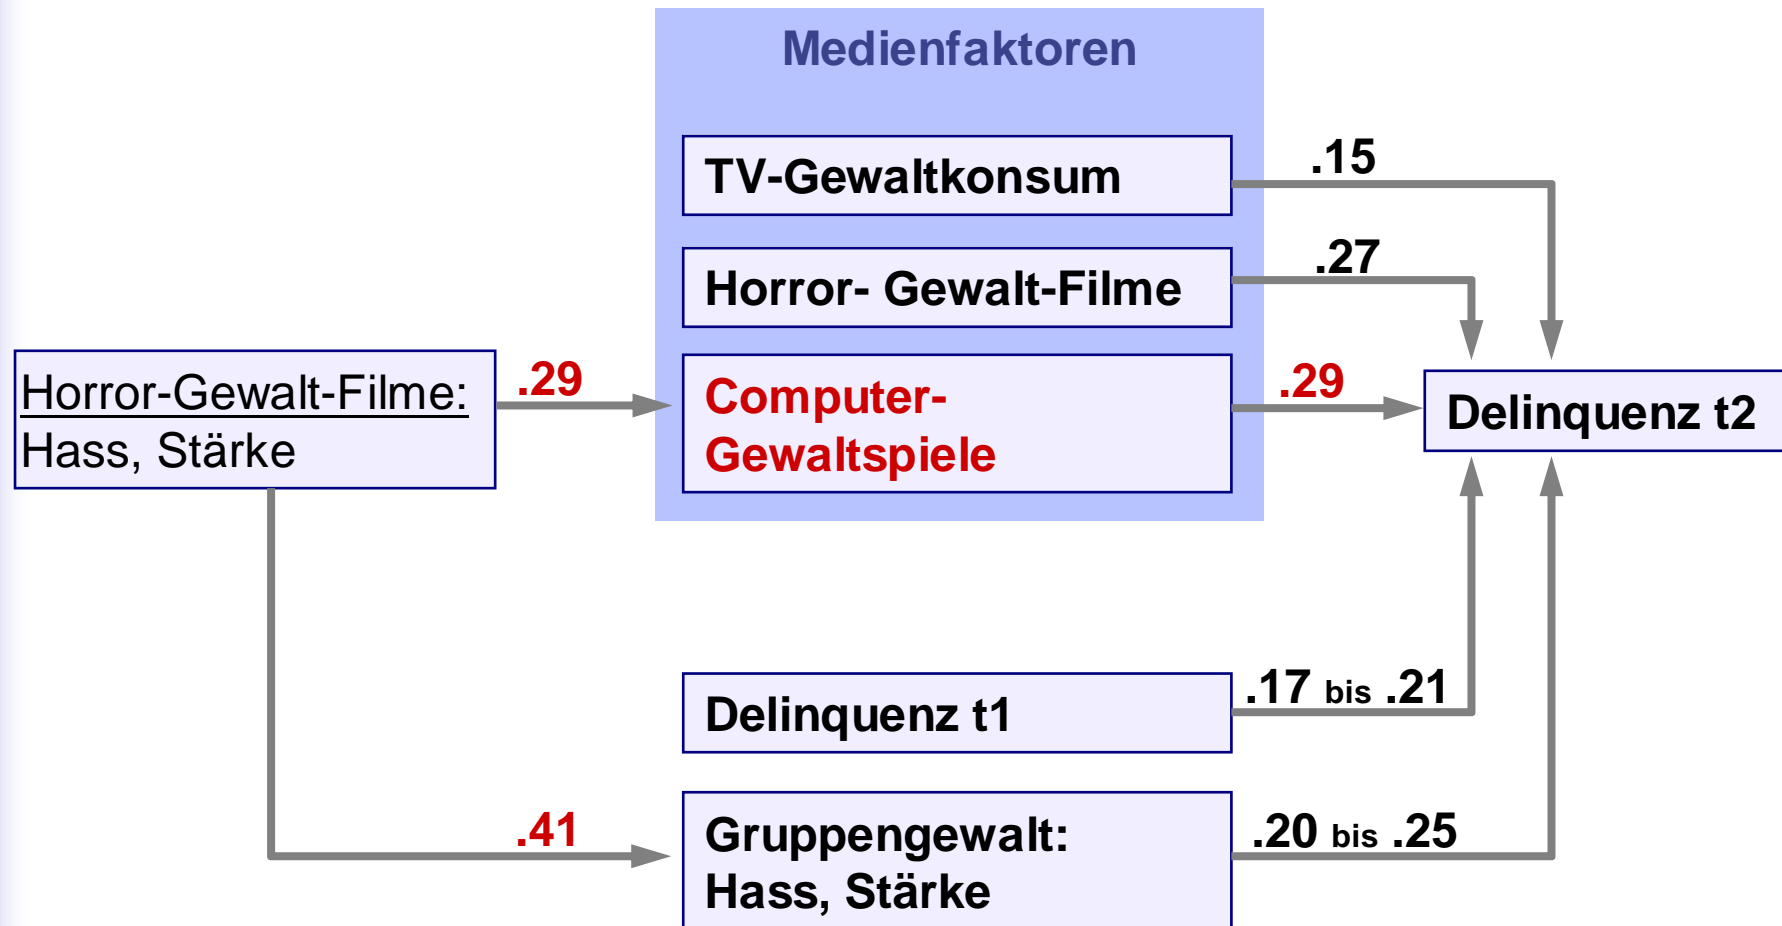 Medienfaktoren
TV-Gewaltkonsum
.15
Horror- Gewalt-Filme
.27
Horror-Gewalt-Filme:
Hass, Stärke
.29
Computer-
Gewaltspiele
.29
Delinquenz t2
Delinquenz t1
.17 bis .21
.41
Gruppengewalt:
Hass, Stärke
.20 bis .25